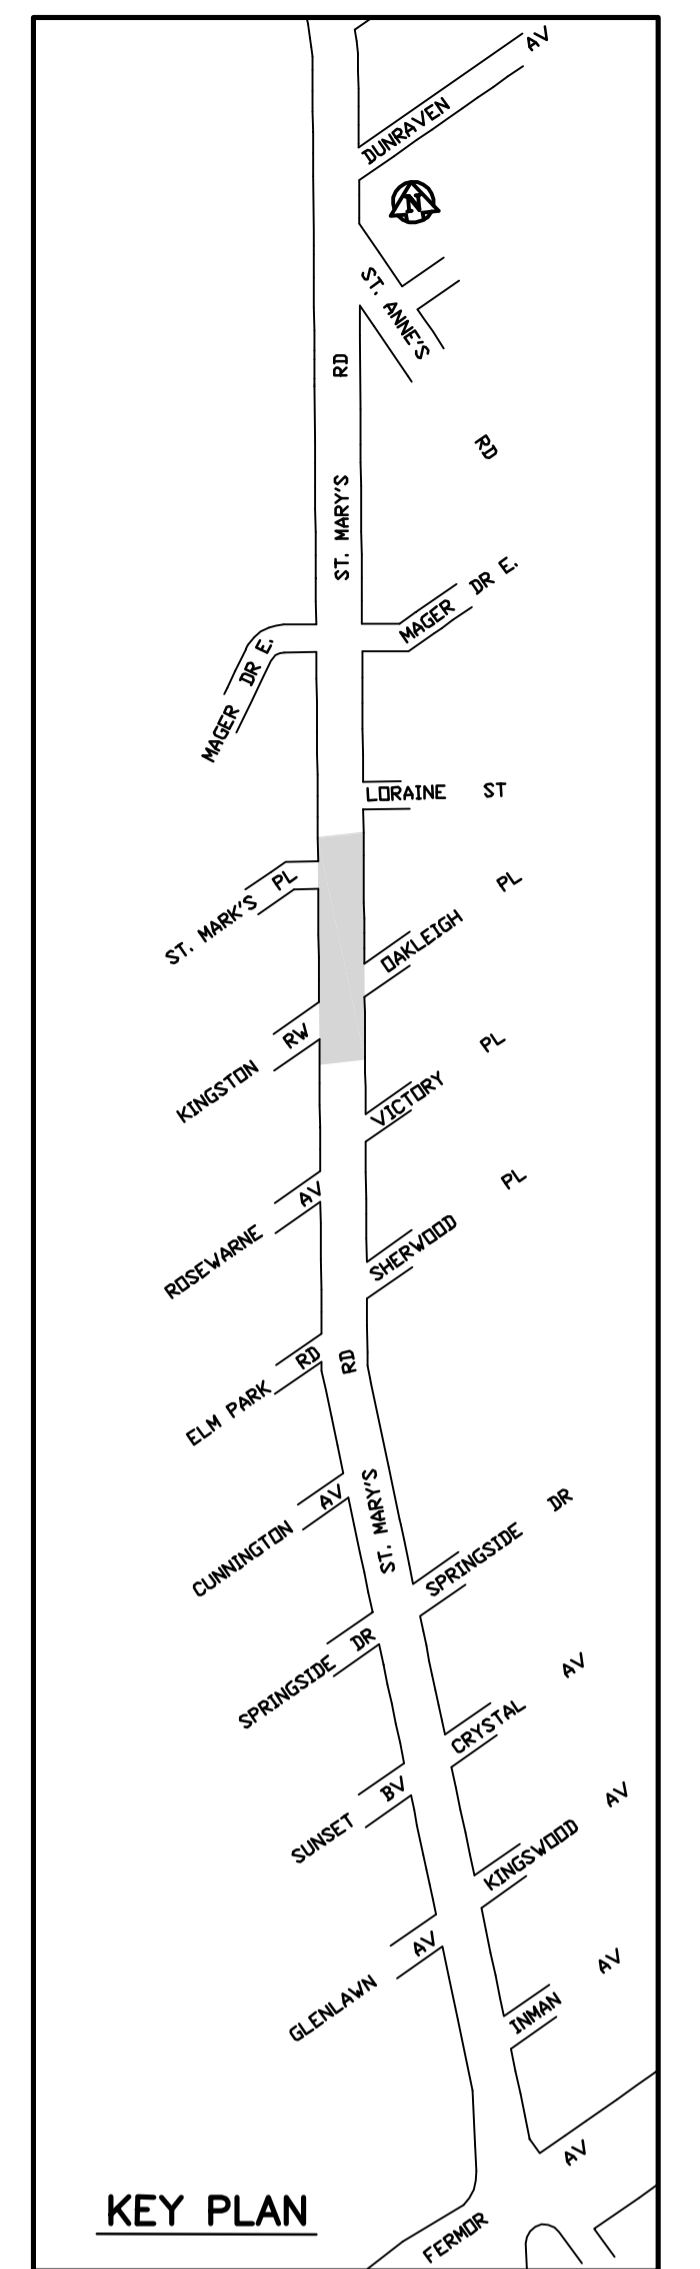 DUNRAVEN AV
N
ST. ANNE'S RD
ST. MARY'S RD
MAGER DR E.
MAGER DR E.
LORAINE ST
ST. MARK'S PL
OAKLEIGH PL
KINGSTON RW
VICTORY PL
ROSEWARNE AV
SHERWOOD PL
ELM PARK RD
ST. MARY'S RD
CUNNINGTON AV
SPRINGSIDE DR
SPRINGSIDE DR
CRYSTAL AV
SUNSET BV
KINGSWOOD AV
GLENLAWN AV
INMAN AV
FERMOR AV
KEY PLAN